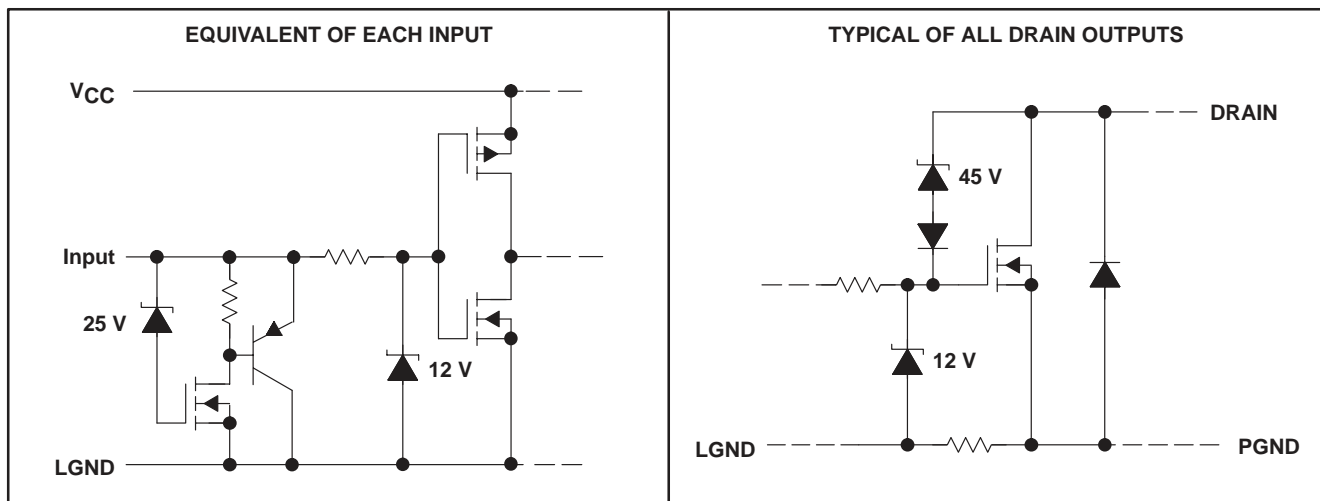 EQUIVALENT OF EACH INPUT
VCC
Input
25 V
12 V
LGND
TYPICAL OF ALL DRAIN OUTPUTS
DRAIN
45 V
12 V
LGND
PGND